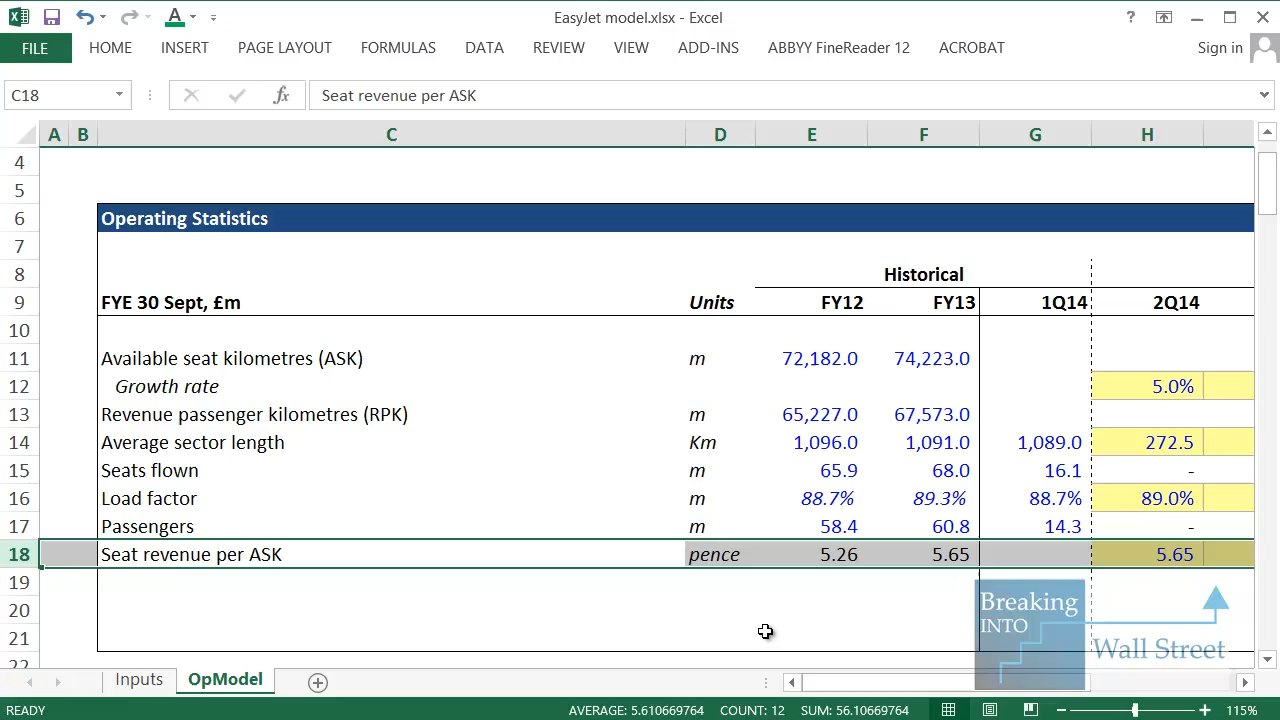 EasyJet model.xlsx - Excel
FILE HOME INSERT PAGE LAYOUT FORMULAS DATA REVIEW VIEW ADD-INS ABBYY FineReader 12 ACROBAT Sign in
C18 fx Seat revenue per ASK
A B C D E F G H
4
5
6 Operating Statistics
7
8 Historical
9 FYE 30 Sept, £m Units FY12 FY13 1Q14 2Q14
10
11 Available seat kilometres (ASK) m 72,182.0 74,223.0
12 Growth rate 5.0%
13 Revenue passenger kilometres (RPK) m 65,227.0 67,573.0
14 Average sector length Km 1,096.0 1,091.0 1,089.0 272.5
15 Seats flown m 65.9 68.0 16.1 -
16 Load factor m 88.7% 89.3% 88.7% 89.0%
17 Passengers m 58.4 60.8 14.3 -
18 Seat revenue per ASK pence 5.26 5.65 5.65
19
20
21
22
Breaking
INTO
Wall Street
Inputs OpModel
READY AVERAGE: 5.610669764 COUNT: 12 SUM: 56.10669764 115%